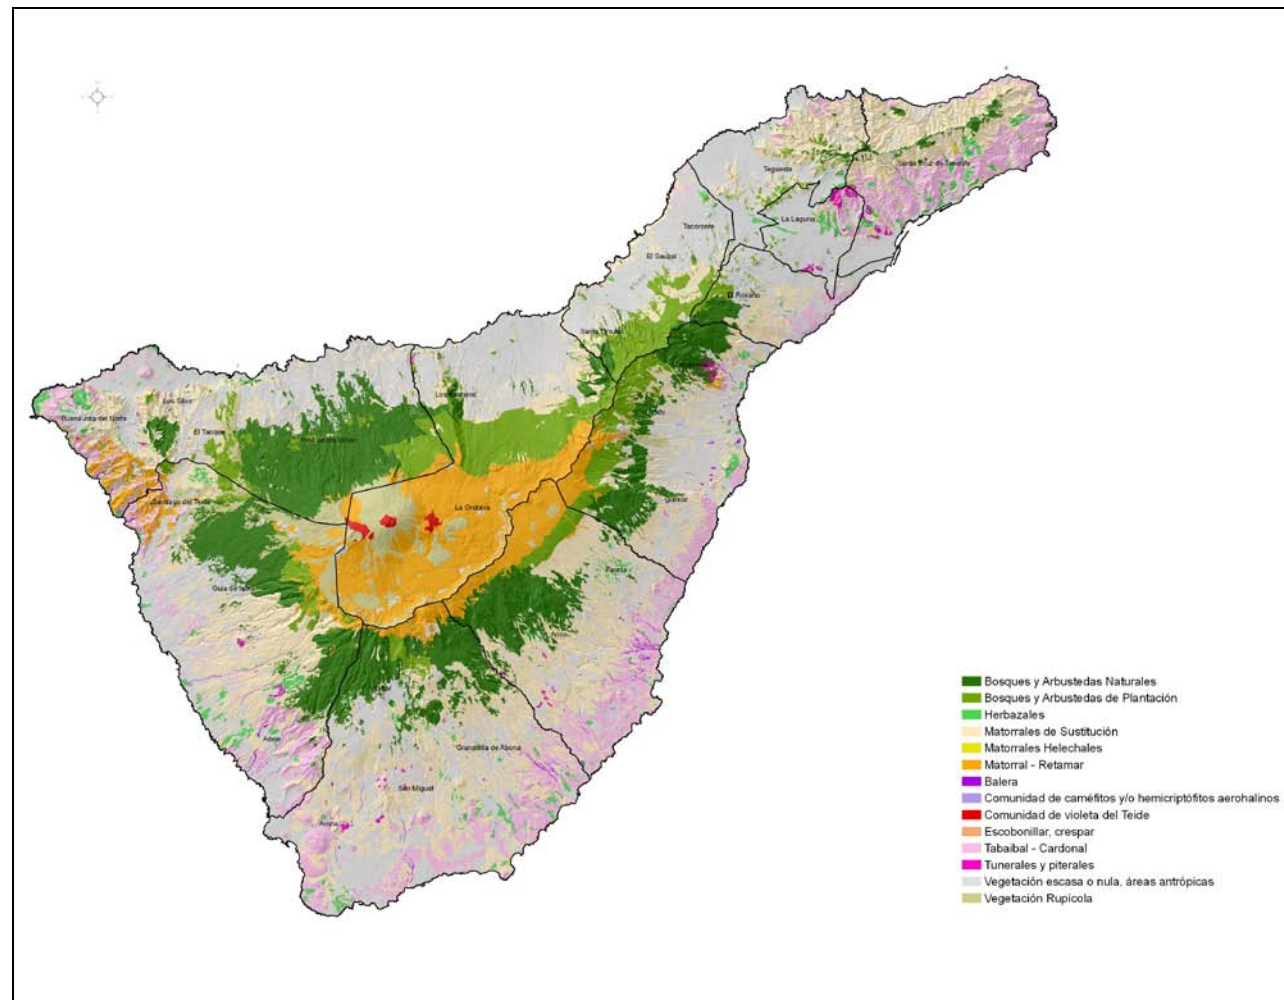 Santa Cruz de Tenerife
Tegueste
La Laguna
Tacoronte
El Sauzal
El Rosario
Santa Ursula
Los Silos
Buenavista del Norte
El Tanque
Santiago del Teide
La Orotava
Güímar
Guía de Isora
Fasnia
Arico
Adeje
Granadilla de Abona
San Miguel
Arona
Bosques y Arbustedas Naturales
Bosques y Arbustedas de Plantación
Herbazales
Matorrales de Sustitución
Matorrales Helechales
Matorral - Retamar
Balera
Comunidad de caméfitos y/o hemicriptófitos aerohalinos
Comunidad de violeta del Teide
Escobonillar, crespar
Tabaibal - Cardonal
Tunerales y piterales
Vegetación escasa o nula, áreas antrópicas
Vegetación Rupícola